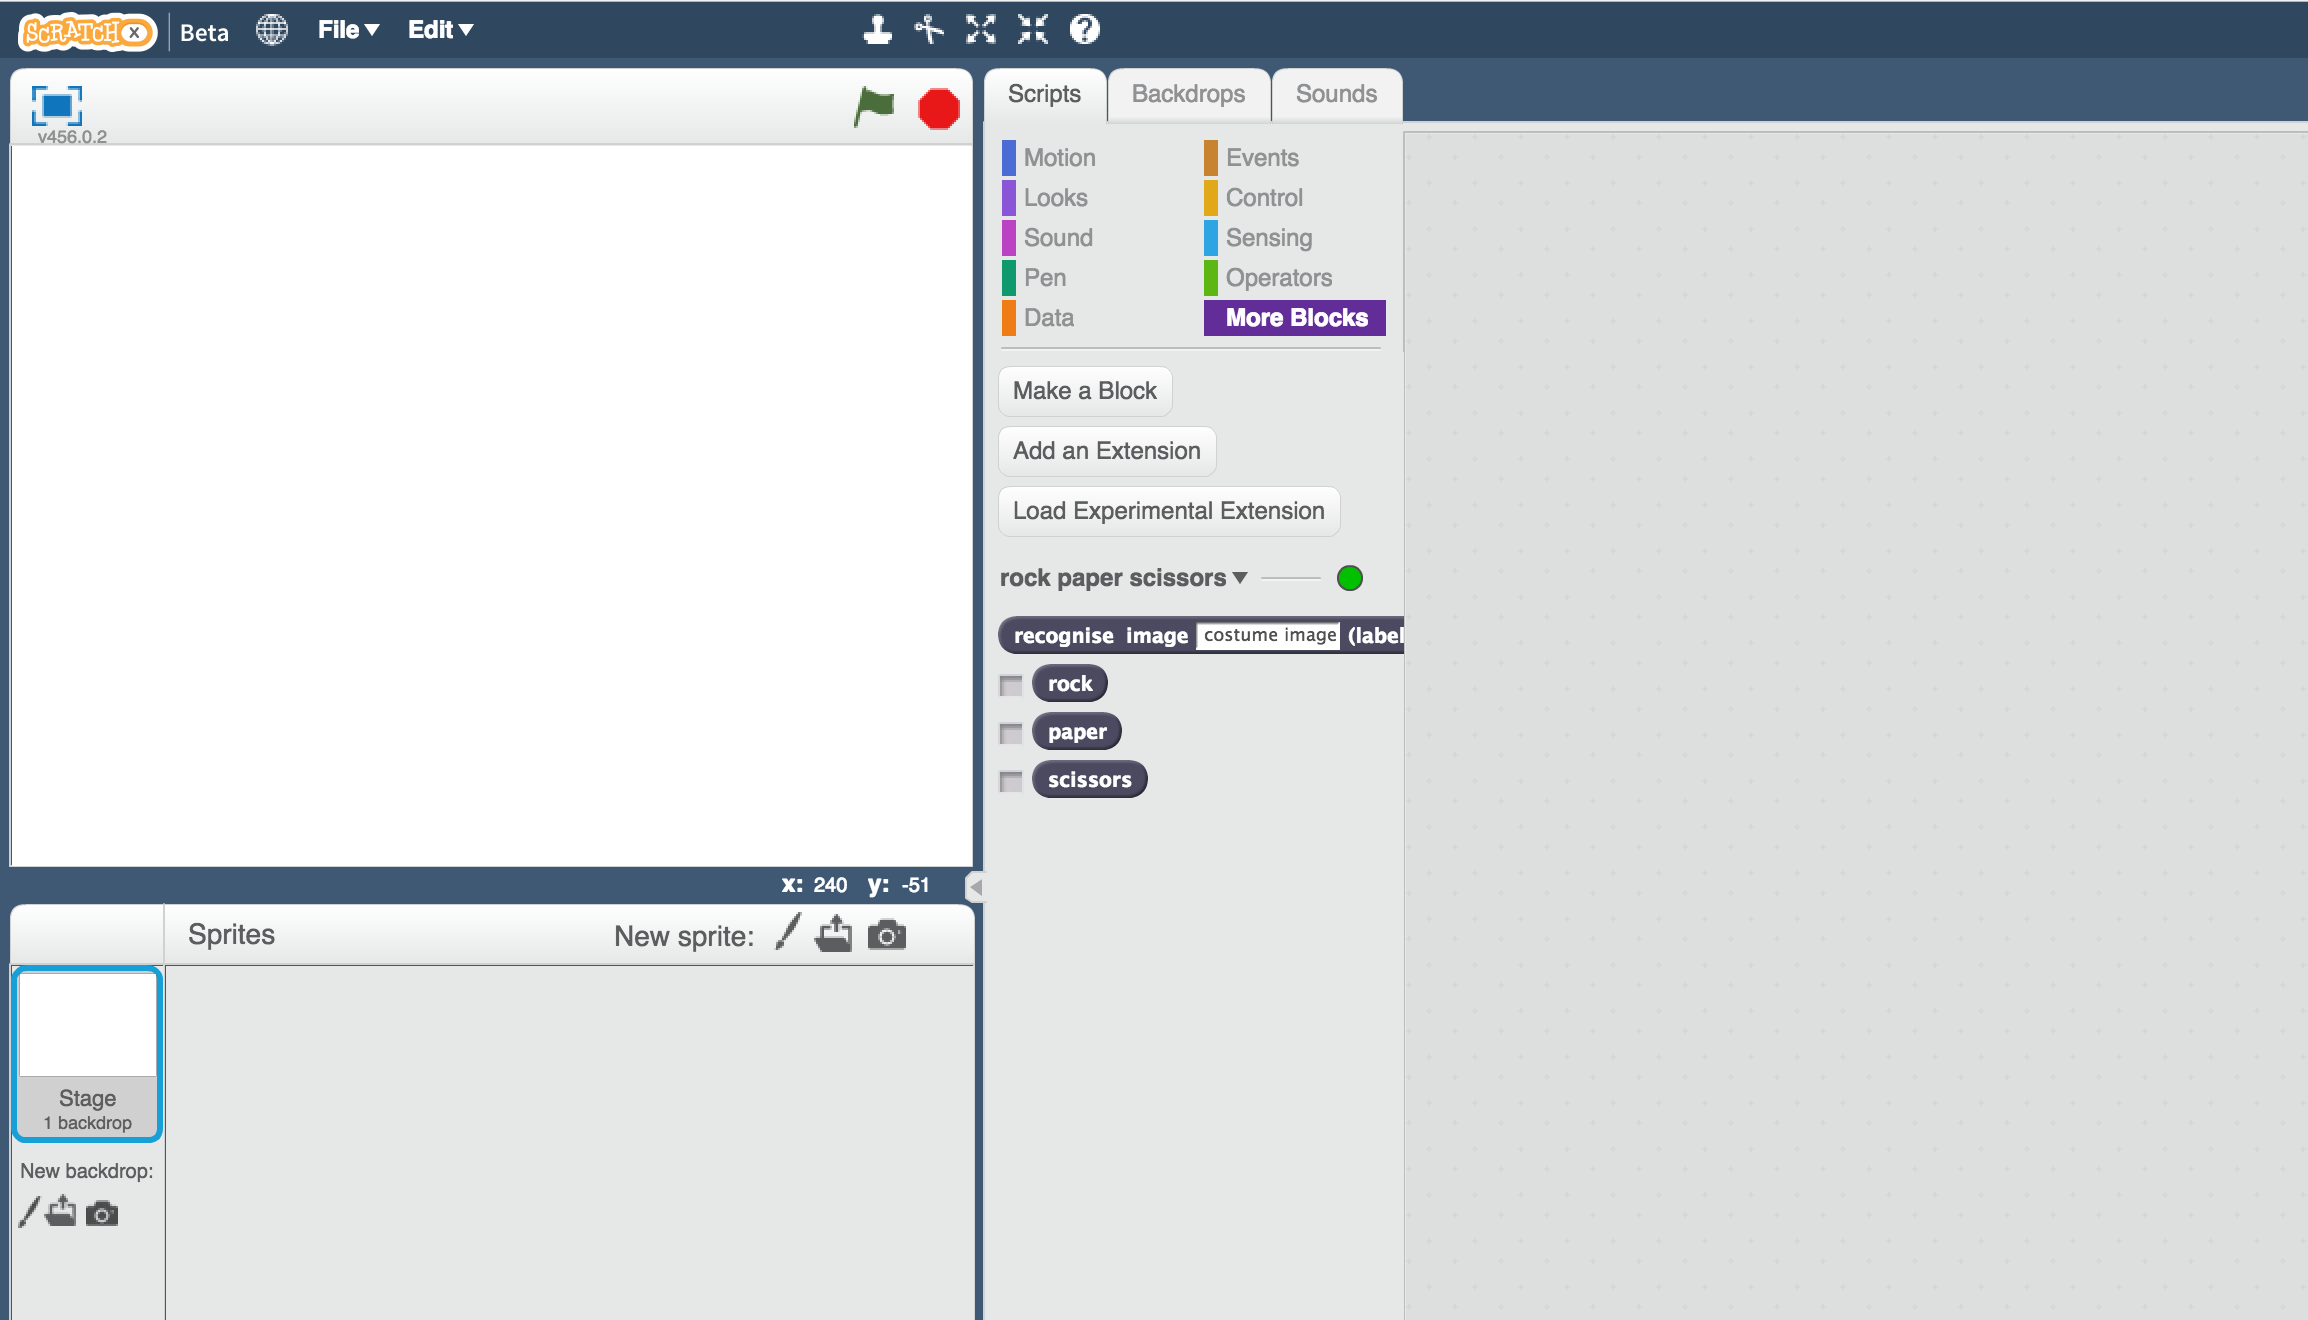 SCRATCHX Beta File Edit
v456.0.2
x: 240 y: -51
Sprites New sprite:
Stage
1 backdrop
New backdrop:
Scripts Backdrops Sounds
Motion Events
Looks Control
Sound Sensing
Pen Operators
Data More Blocks
Make a Block
Add an Extension
Load Experimental Extension
rock paper scissors
recognise image costume image (label
rock
paper
scissors